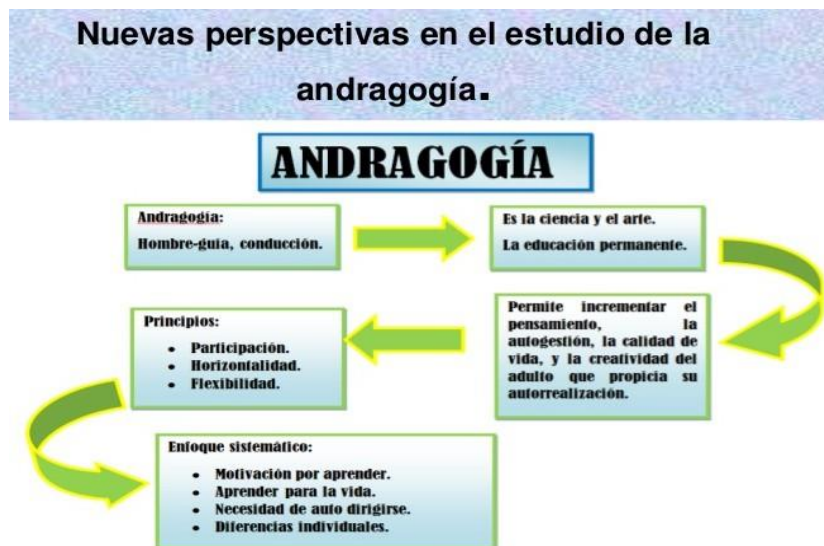 Nuevas perspectivas en el estudio de la
andragogía.
ANDRAGOGÍA
Andragogía:
Hombre-guía, conducción.
Es la ciencia y el arte.
La educación permanente.
Permite incrementar el
pensamiento, la
autogestión, la calidad de
vida, y la creatividad del
adulto que propicia su
autorrealización.
Principios:
• Participación.
• Horizontalidad.
• Flexibilidad.
Enfoque sistemático:
• Motivación por aprender.
• Aprender para la vida.
• Necesidad de auto dirigirse.
• Diferencias individuales.